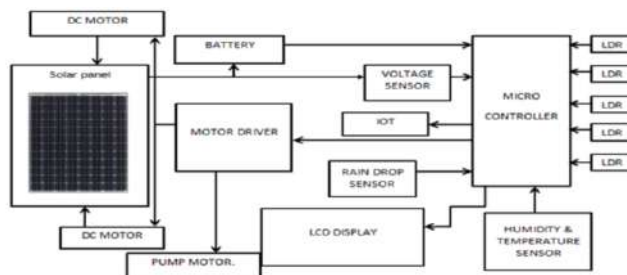 DC MOTOR
BATTERY
LDR
Solar panel
LDR
VOLTAGE
SENSOR
MICRO
CONTROLLER
LDR
IOT
MOTOR DRIVER
LDR
LDR
RAIN DROP
SENSOR
DC MOTOR
LCD DISPLAY
HUMIDITY &
TEMPERATURE
SENSOR
PUMP MOTOR.